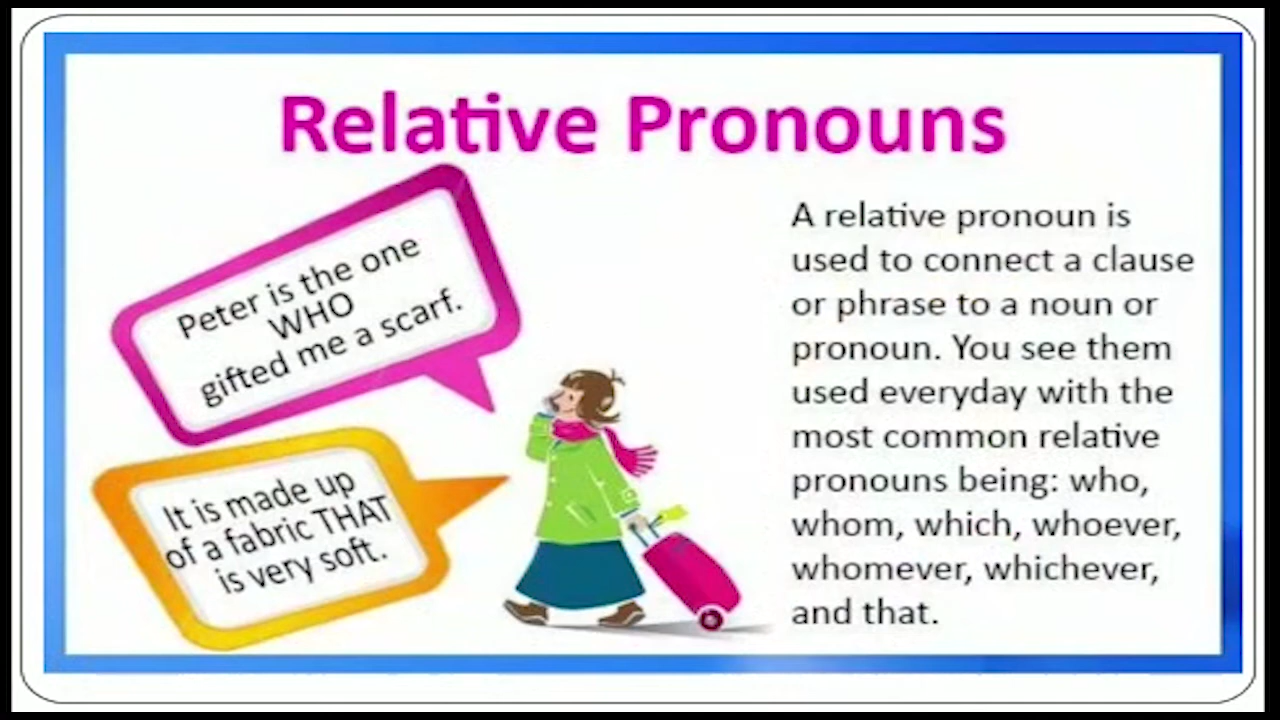 Relative Pronouns
Peter is the one
WHO
gifted me a scarf.
It is made up
of a fabric THAT
is very soft.
A relative pronoun is
used to connect a clause
or phrase to a noun or
pronoun. You see them
used everyday with the
most common relative
pronouns being: who,
whom, which, whoever,
whomever, whichever,
and that.